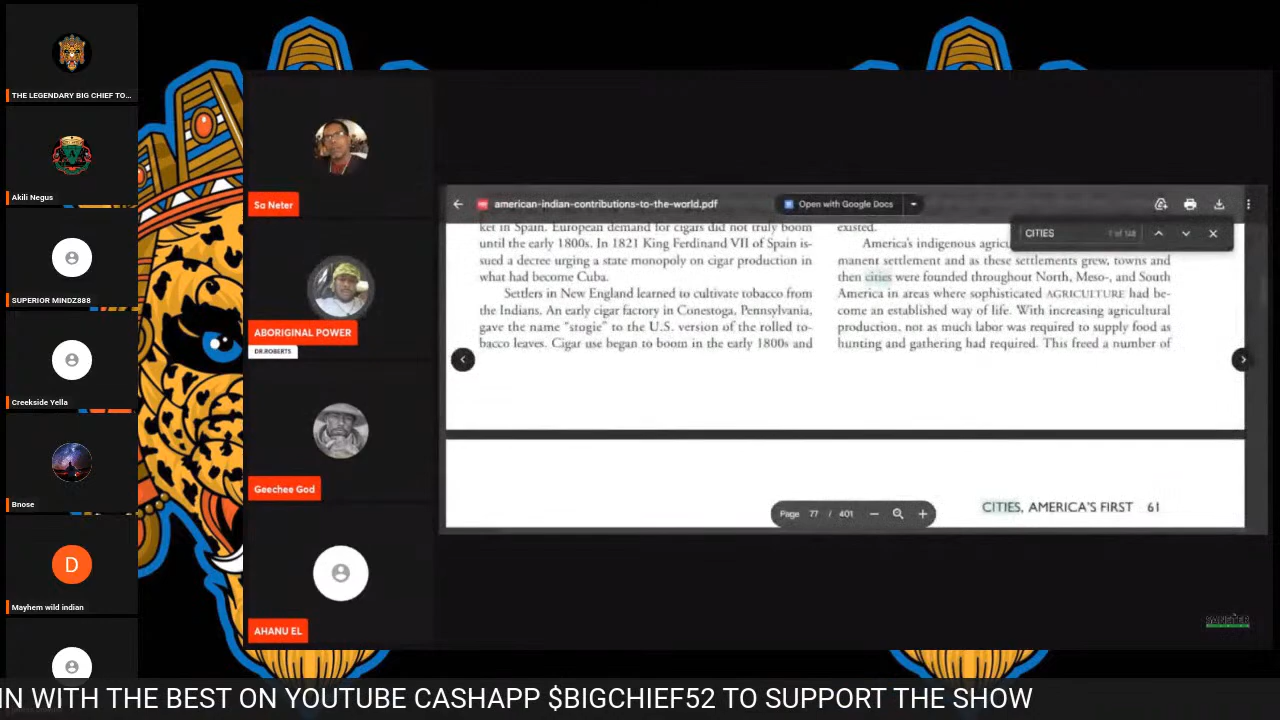 THE LEGENDARY BIG CHIEF TO...
Akili Negus
SUPERIOR MINDZ888
Creekside Yella
Bnose
D
Mayhem wild indian
Sa Neter
ABORIGINAL POWER
DR.ROBERTS
Geechee God
AHANU EL
american-indian-contributions-to-the-world.pdf
Open with Google Docs
CITIES
1 of 148
ket in Spain. European demand for cigars did not truly boom
until the early 1800s. In 1821 King Ferdinand VII of Spain is-
sued a decree urging a state monopoly on cigar production in
what had become Cuba.
Settlers in New England learned to cultivate tobacco from
the Indians. An early cigar factory in Conestoga, Pennsylvania,
gave the name "stogie" to the U.S. version of the rolled to-
bacco leaves. Cigar use began to boom in the early 1800s and
existed.
America's indigenous agricu
manent settlement and as these settlements grew, towns and
then cities were founded throughout North, Meso-, and South
America in areas where sophisticated AGRICULTURE had be-
come an established way of life. With increasing agricultural
production, not as much labor was required to supply food as
hunting and gathering had required. This freed a number of
Page 77 / 401
CITIES, AMERICA'S FIRST 61
SANETER
IN WITH THE BEST ON YOUTUBE CASHAPP $BIGCHIEF52 TO SUPPORT THE SHOW